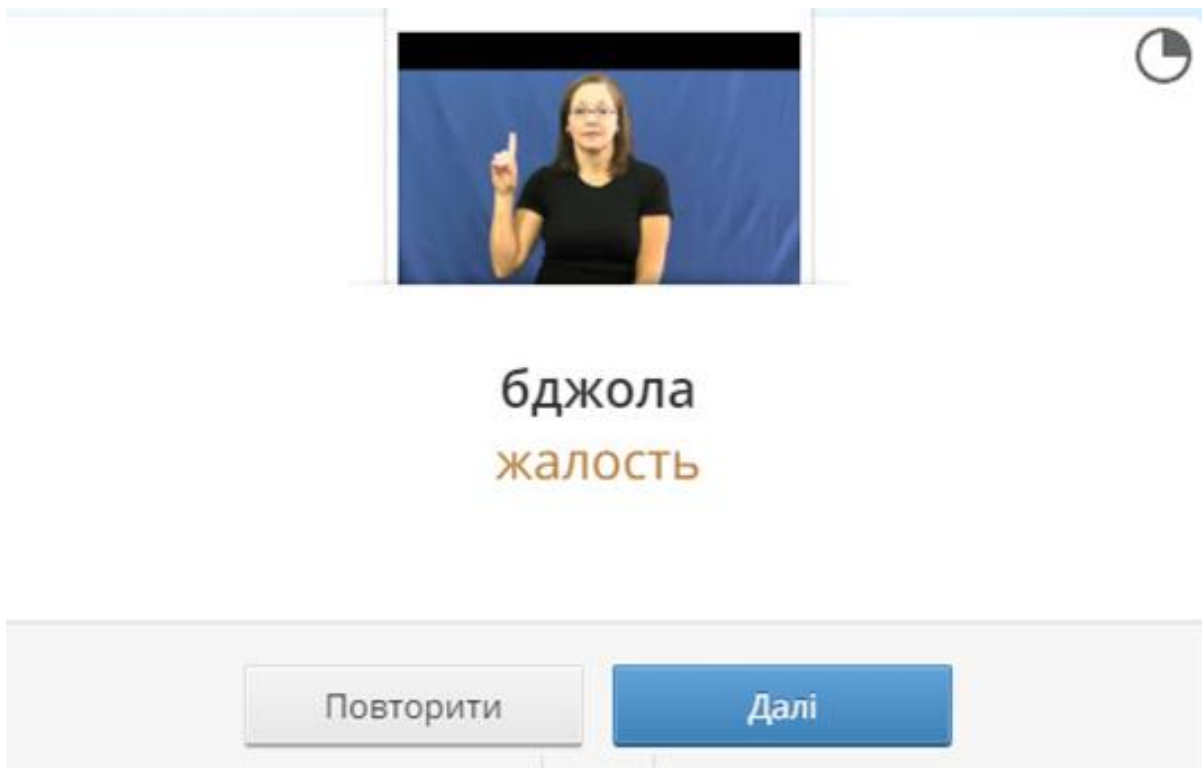 бджола
жалость
Повторити
Далі